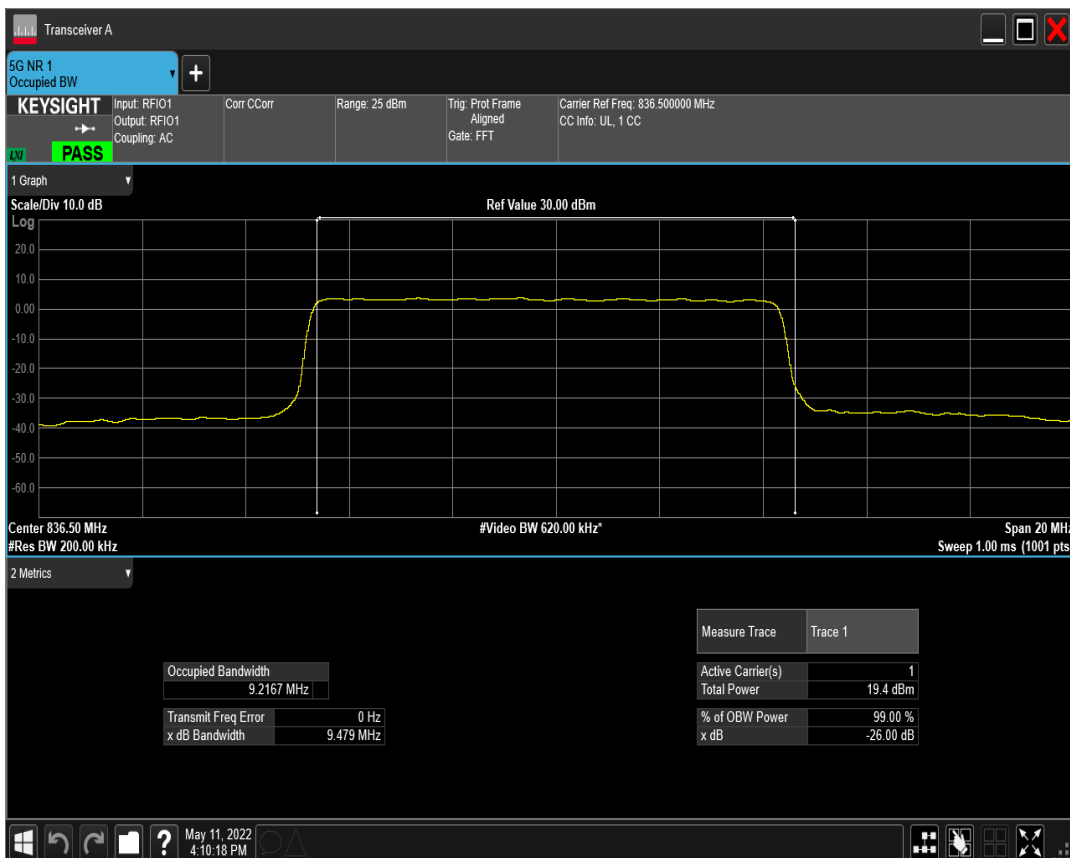 Transceiver A
5G NR 1
Occupied BW
+
KEYSIGHT
LXI
PASS
Input: RFIO1
Output: RFIO1
Coupling: AC
Corr CCorr
Range: 25 dBm
Trig: Prot Frame
Aligned
Gate: FFT
Carrier Ref Freq: 836.500000 MHz
CC Info: UL, 1 CC
1 Graph
Scale/Div 10.0 dB
Ref Value 30.00 dBm
Log
20.0
10.0
0.00
-10.0
-20.0
-30.0
-40.0
-50.0
-60.0
Center 836.50 MHz
#Video BW 620.00 kHz*
Span 20 MHz
#Res BW 200.00 kHz
Sweep 1.00 ms (1001 pts
2 Metrics
Measure Trace Trace 1
Occupied Bandwidth
9.2167 MHz
Active Carrier(s) 1
Total Power 19.4 dBm
Transmit Freq Error 0 Hz
x dB Bandwidth 9.479 MHz
% of OBW Power 99.00 %
x dB -26.00 dB
?
May 11, 2022
4:10:18 PM